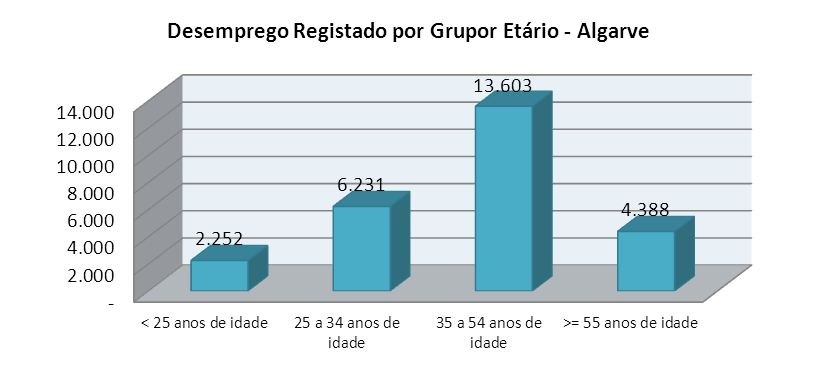 Desemprego Registado por Grupor Etário - Algarve
14.000
12.000
10.000
8.000
6.000
4.000
2.000
-
2.252
6.231
13.603
4.388
< 25 anos de idade
25 a 34 anos de
idade
35 a 54 anos de
idade
>= 55 anos de idade